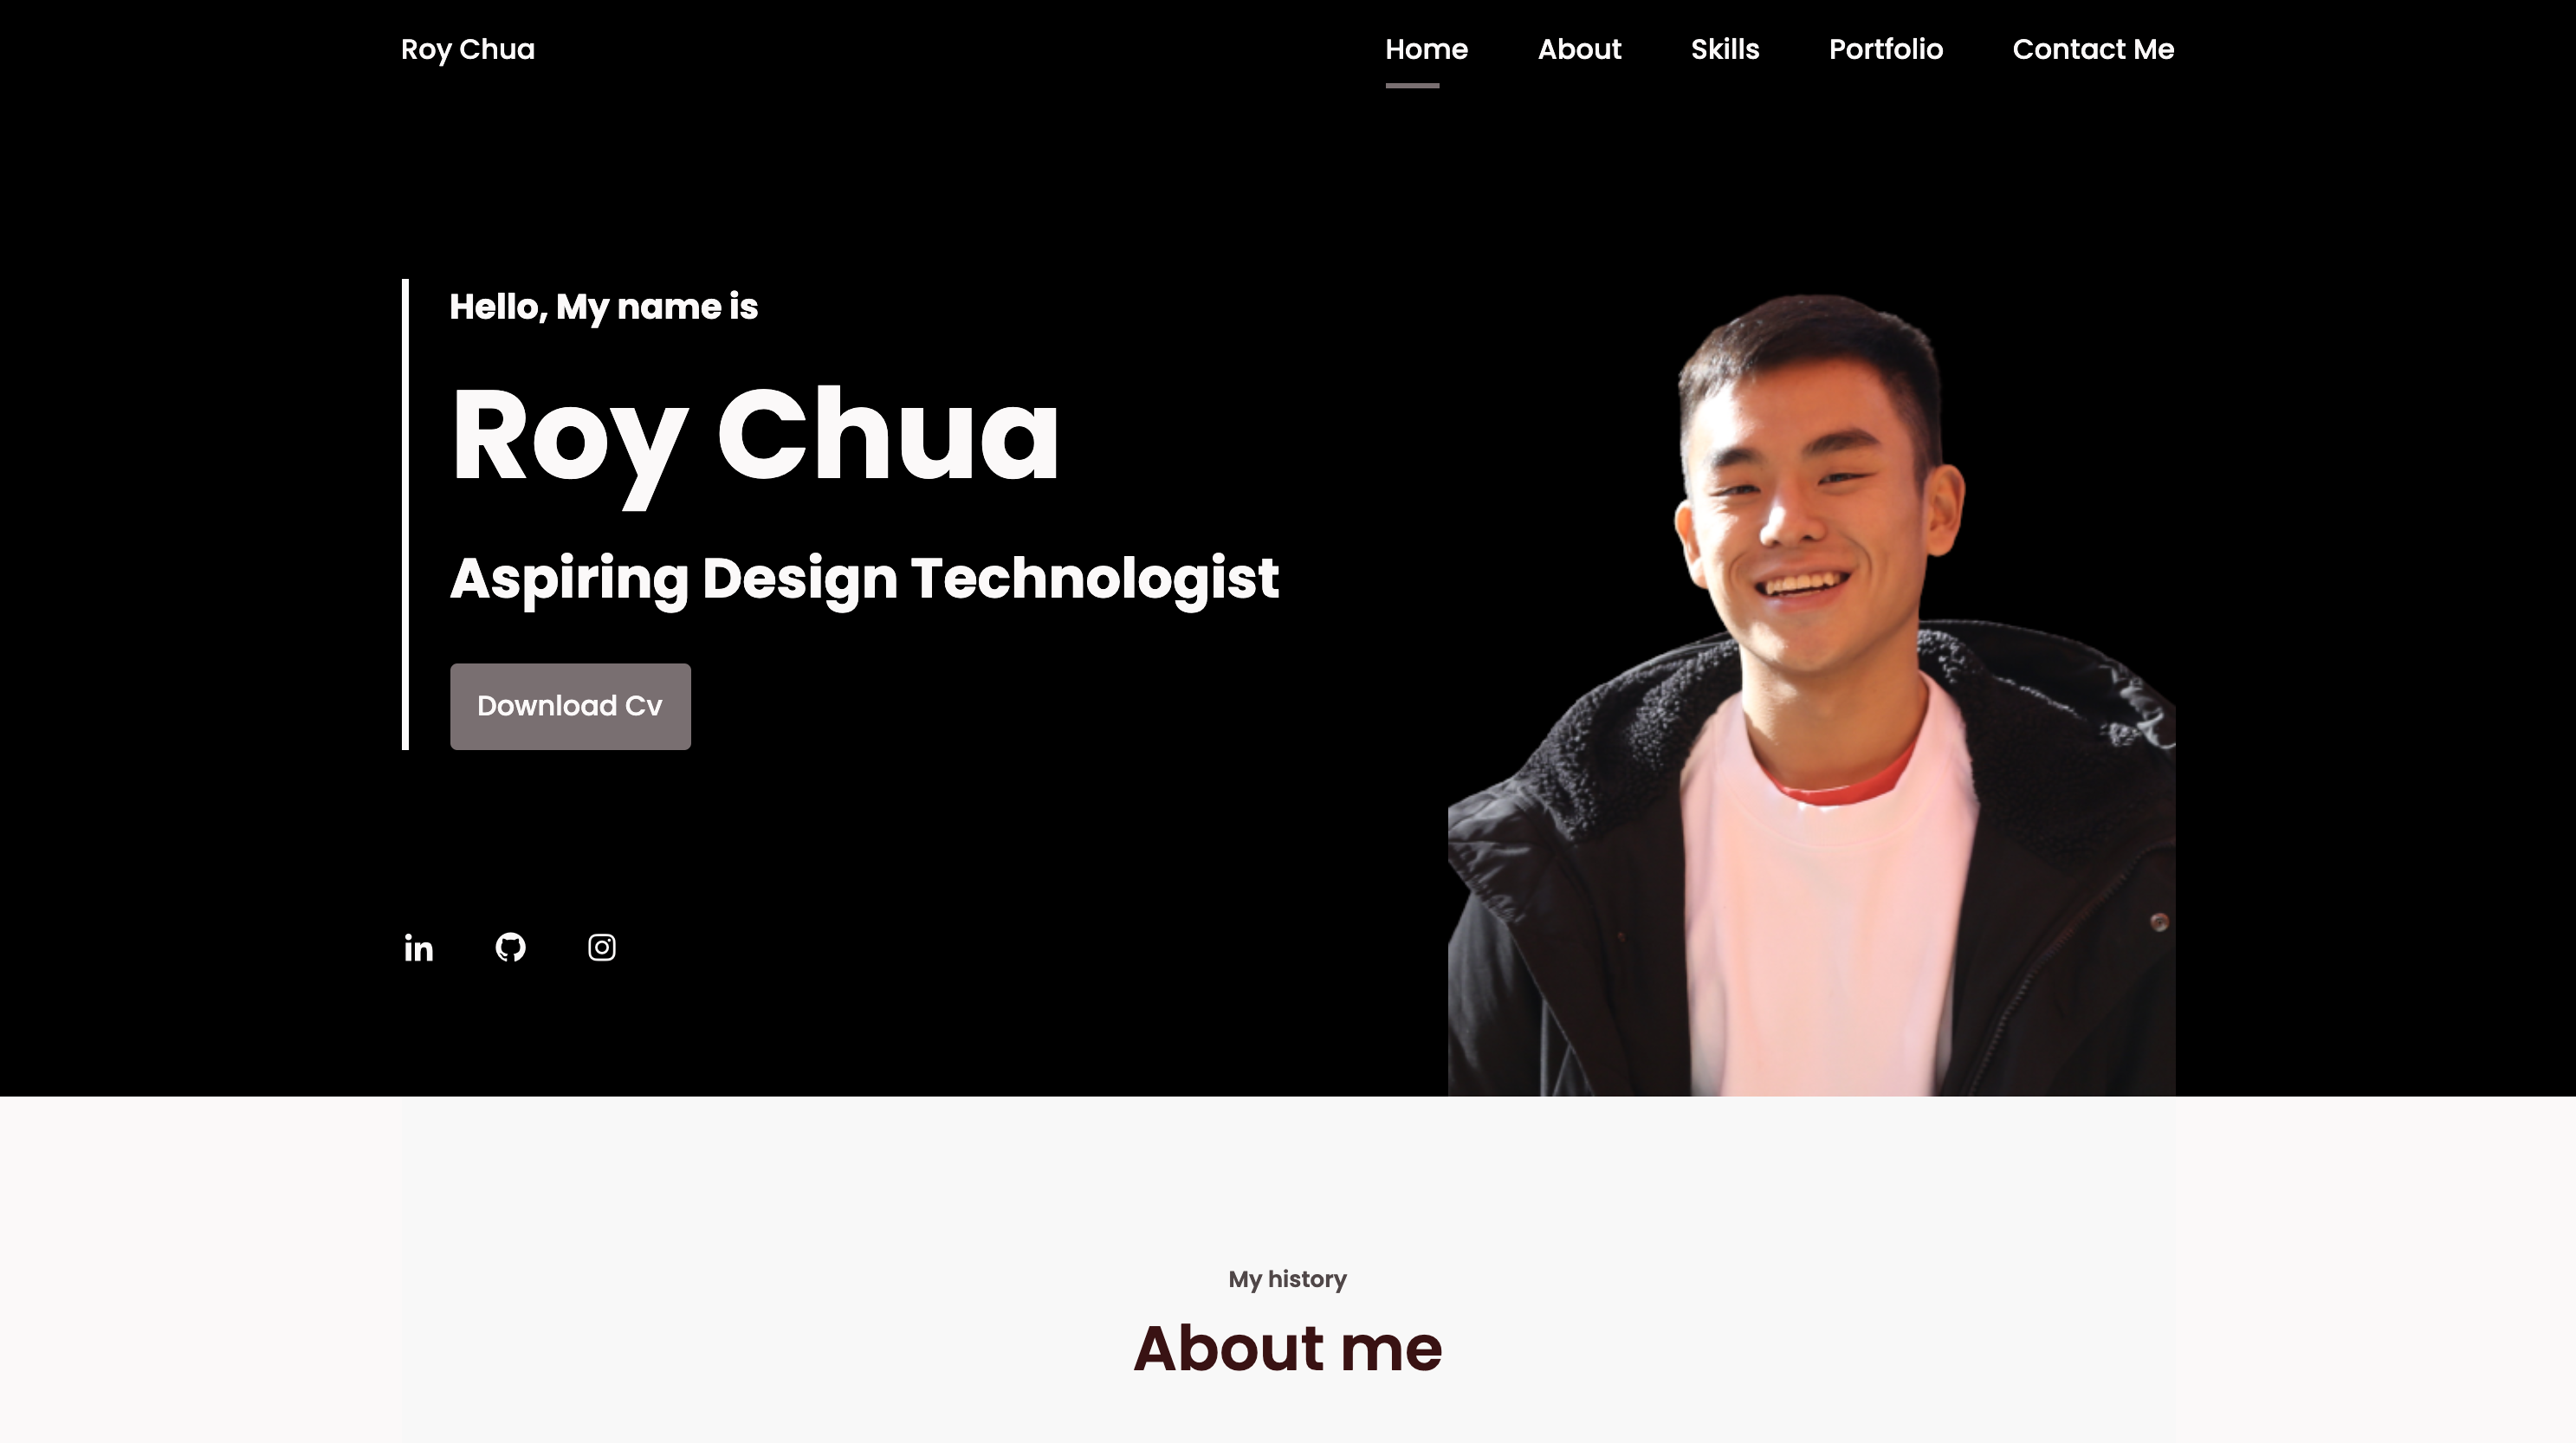 Roy Chua
Home About Skills Portfolio Contact Me
Hello, My name is
Roy Chua
Aspiring Design Technologist
Download Cv
in
My history
About me